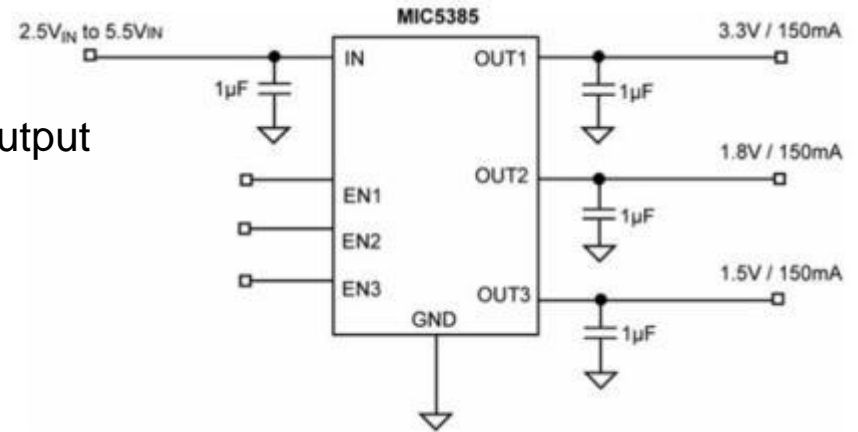 MIC5385
2.5VIN to 5.5VIN
3.3V / 150mA
IN
OUT1
1µF
1µF
utput
1.8V / 150mA
OUT2
EN1
1µF
EN2
1.5V / 150mA
EN3
OUT3
GND
1µF